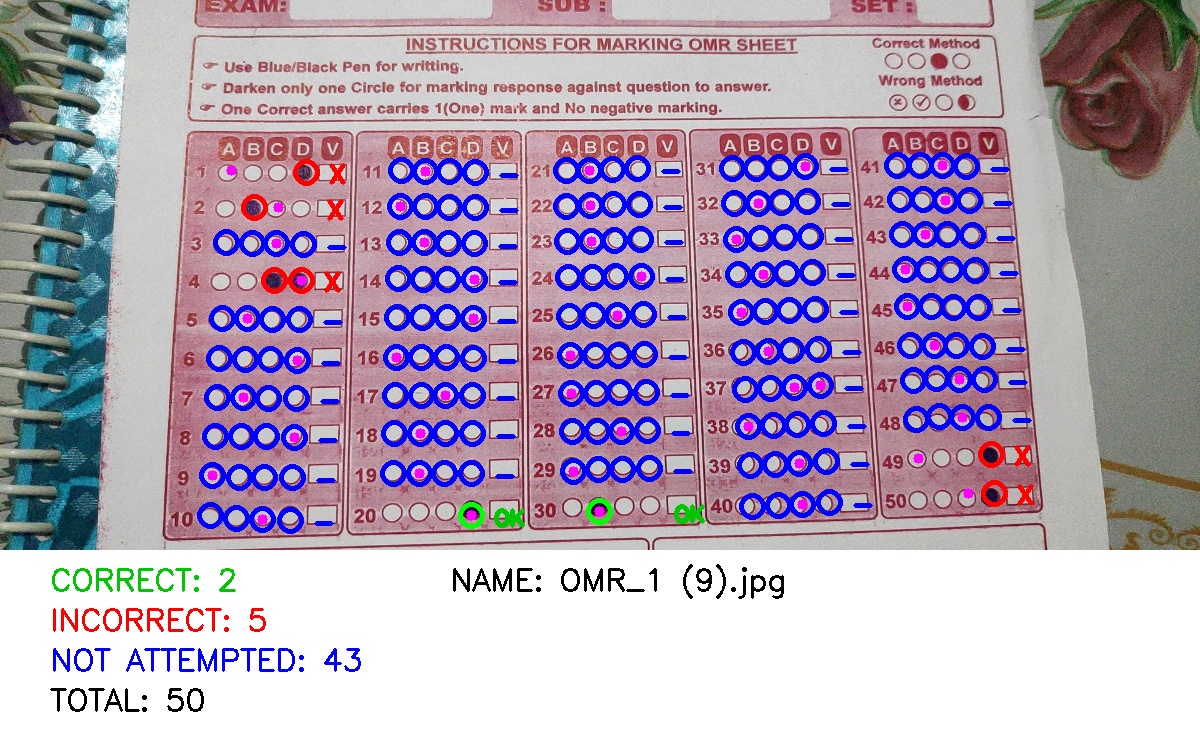 EXAM: SUB : SET :
INSTRUCTIONS FOR MARKING OMR SHEET
☞ Use Blue/Black Pen for writting.
☞ Darken only one Circle for marking response against question to answer.
☞ One Correct answer carries 1(One) mark and No negative marking.
Correct Method
Wrong Method
A B C D V
1 X
2 X
3
4 X
5
6
7
8
9
10
A B C D V
11
12
13
14
15
16
17
18
19
20 OK
A B C D V
21
22
23
24
25
26
27
28
29
30 OK
A B C D V
31
32
33
34
35
36
37
38
39
40
A B C D V
41
42
43
44
45
46
47
48
49 X
50 X
CORRECT: 2
NAME: OMR_1 (9).jpg
INCORRECT: 5
NOT ATTEMPTED: 43
TOTAL: 50